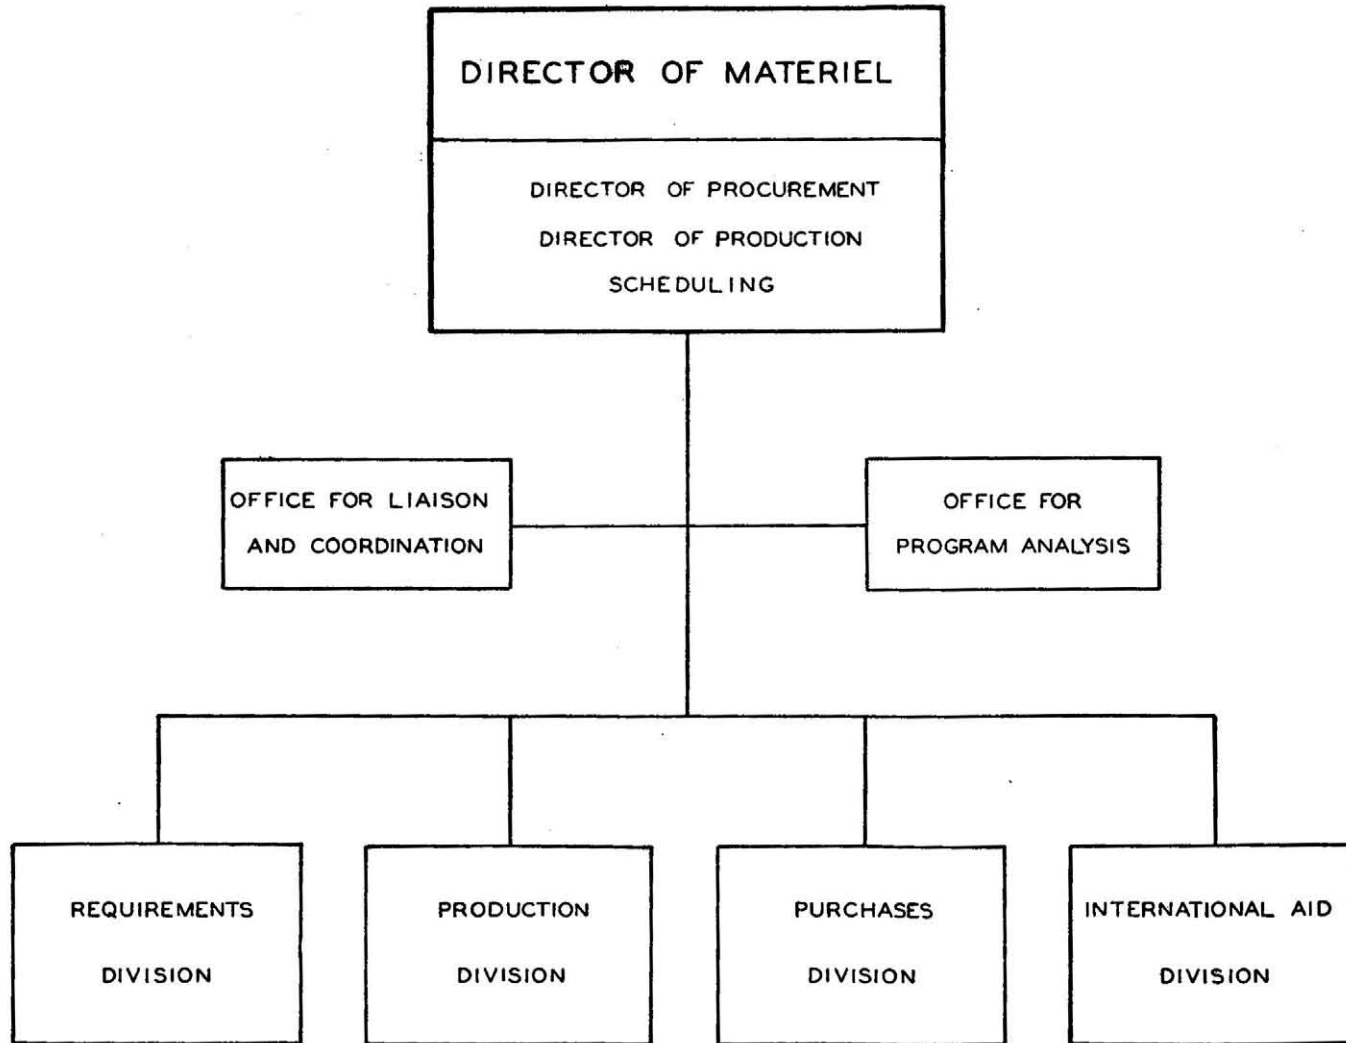 DIRECTOR OF MATERIEL
DIRECTOR OF PROCUREMENT
DIRECTOR OF PRODUCTION
SCHEDULING
OFFICE FOR LIAISON
AND COORDINATION
OFFICE FOR
PROGRAM ANALYSIS
REQUIREMENTS
DIVISION
PRODUCTION
DIVISION
PURCHASES
DIVISION
INTERNATIONAL AID
DIVISION